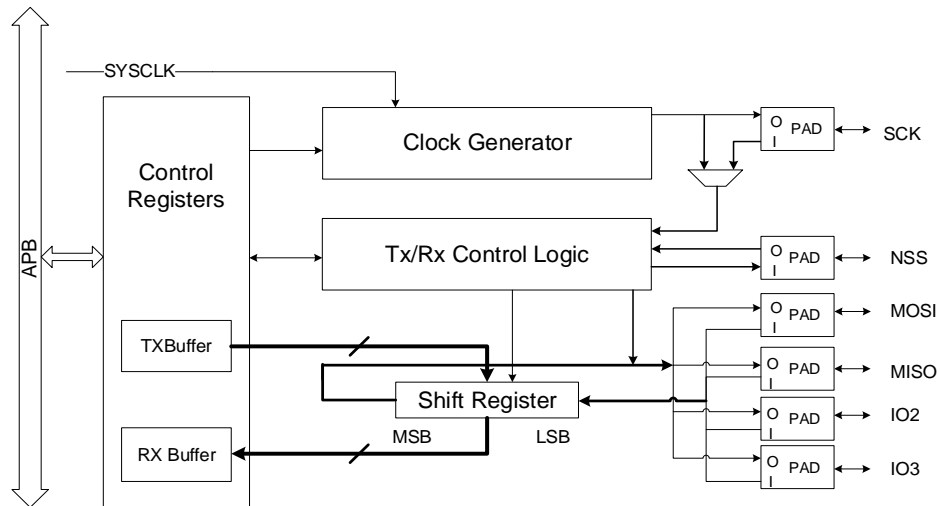 SYSCLK
APB
Control
Registers
Clock Generator
O
I
PAD
SCK
Tx/Rx Control Logic
O
I
PAD
NSS
O
I
PAD
MOSI
TXBuffer
O
I
PAD
MISO
Shift Register
MSB
LSB
O
I
PAD
IO2
RX Buffer
O
I
PAD
IO3